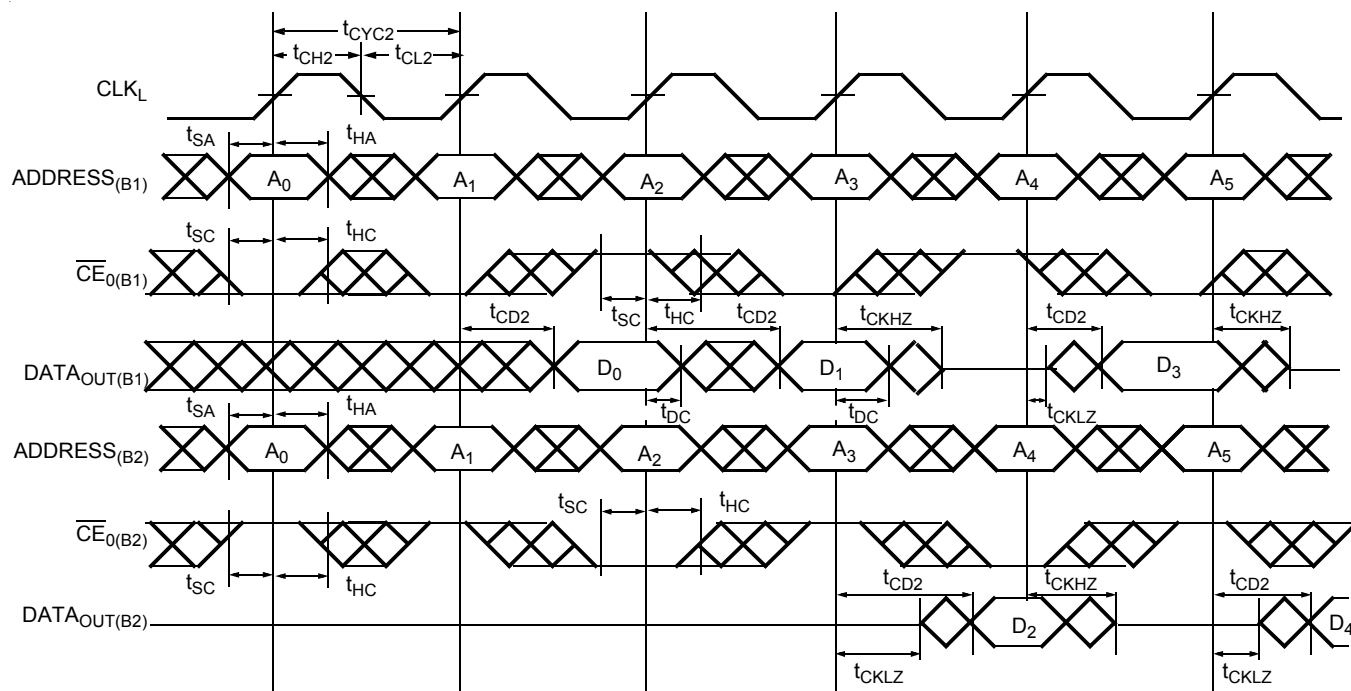 tCYC2
tCH2 tCL2
CLKL
tSA tHA
ADDRESS(B1) A0 A1 A2 A3 A4 A5
tSC tHC
CE0(B1)
tSC tHC tCD2
tCD2 tCKHZ tCD2 tCKHZ
DATAOUT(B1) D0 D1 D3
tSA tHA tDC tDC tCKLZ
ADDRESS(B2) A0 A1 A2 A3 A4 A5
tSC tHC
CE0(B2)
tSC tHC tCD2 tCKHZ tCD2
DATAOUT(B2) D2 D4
tCKLZ tCKLZ